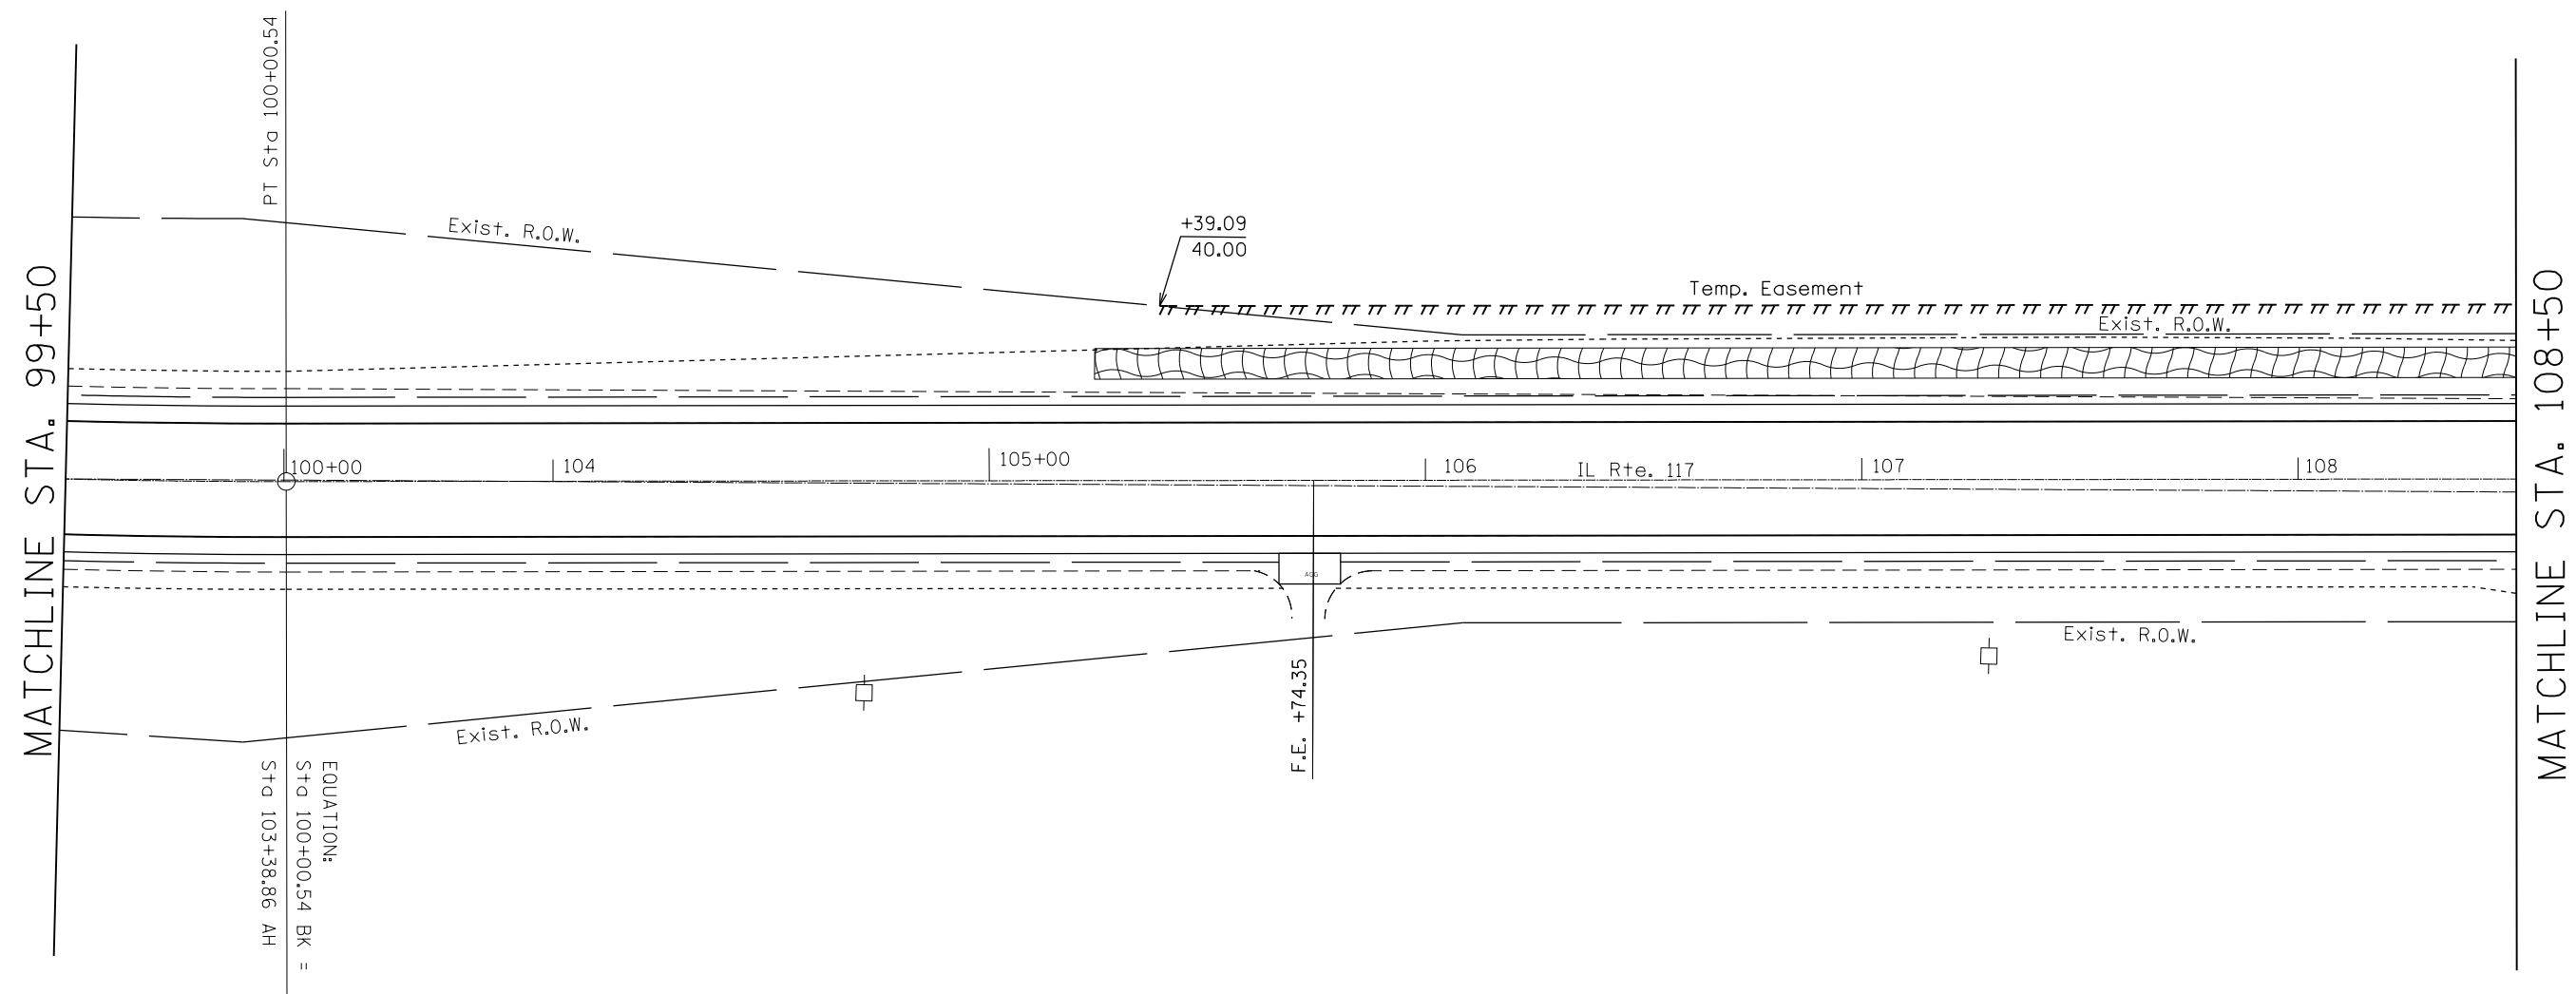 MATCHLINE STA. 99+50
PT Sta 100+00.54
Exist. R.O.W.
+39.09
40.00
Temp. Easement
Exist. R.O.W.
100+00
104
105+00
106
IL Rte. 117
107
108
AGG
Exist. R.O.W.
Exist. R.O.W.
F.E. +74.35
EQUATION:
Sta 100+00.54 BK =
Sta 103+38.86 AH
MATCHLINE STA. 108+50